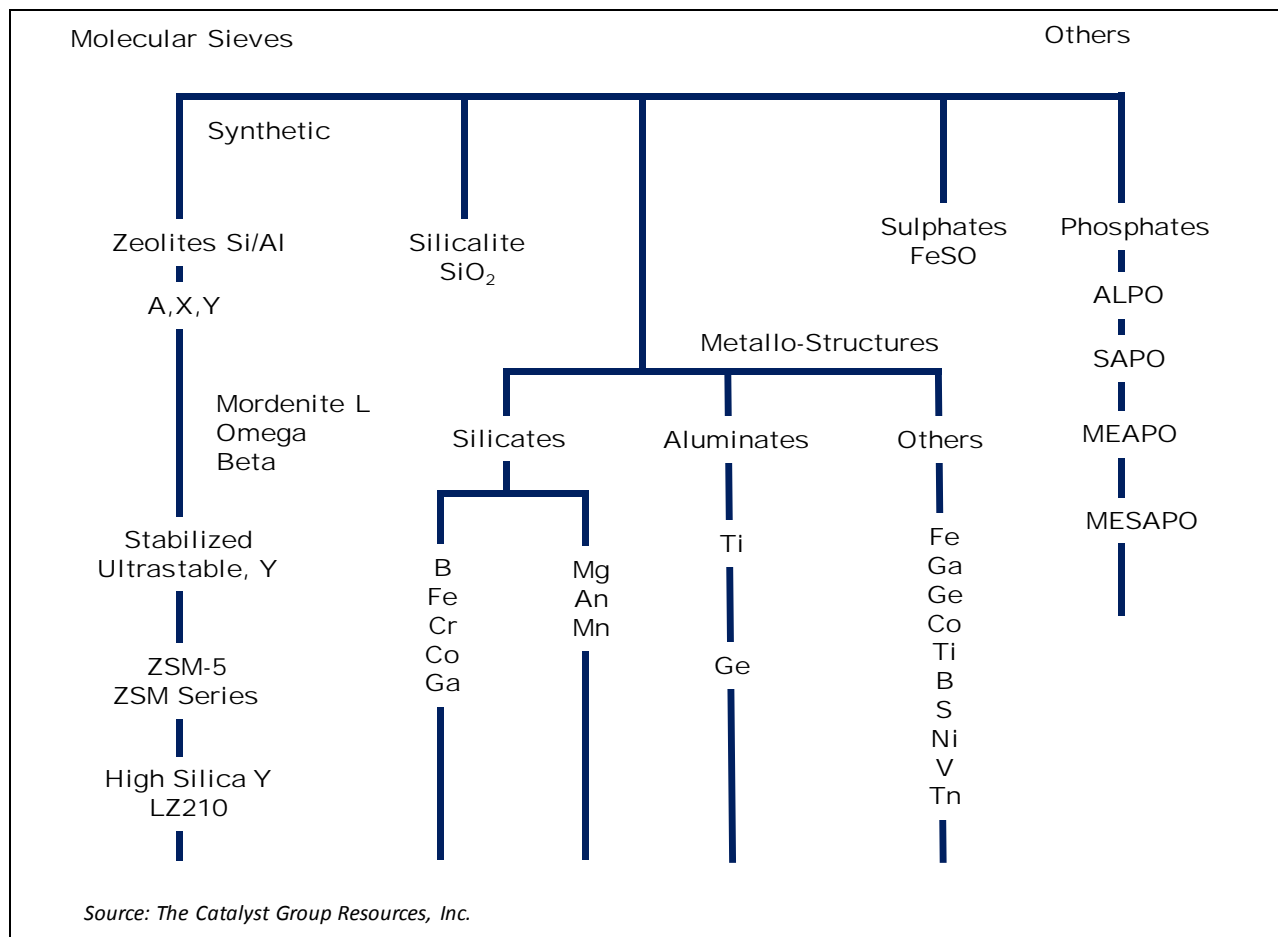 Molecular Sieves
Others
Synthetic
Zeolites Si/Al
A,X,Y
Mordenite L
Omega
Beta
Stabilized
Ultrastable, Y
ZSM-5
ZSM Series
High Silica Y
LZ210
Silicalite
SiO₂
Metallo-Structures
Silicates
B
Fe
Cr
Co
Ga
Mg
An
Mn
Aluminates
Ti
Ge
Others
Fe
Ga
Ge
Co
Ti
B
S
Ni
V
Tn
Sulphates
FeSO
Phosphates
ALPO
SAPO
MEAPO
MESAPO
Source: The Catalyst Group Resources, Inc.